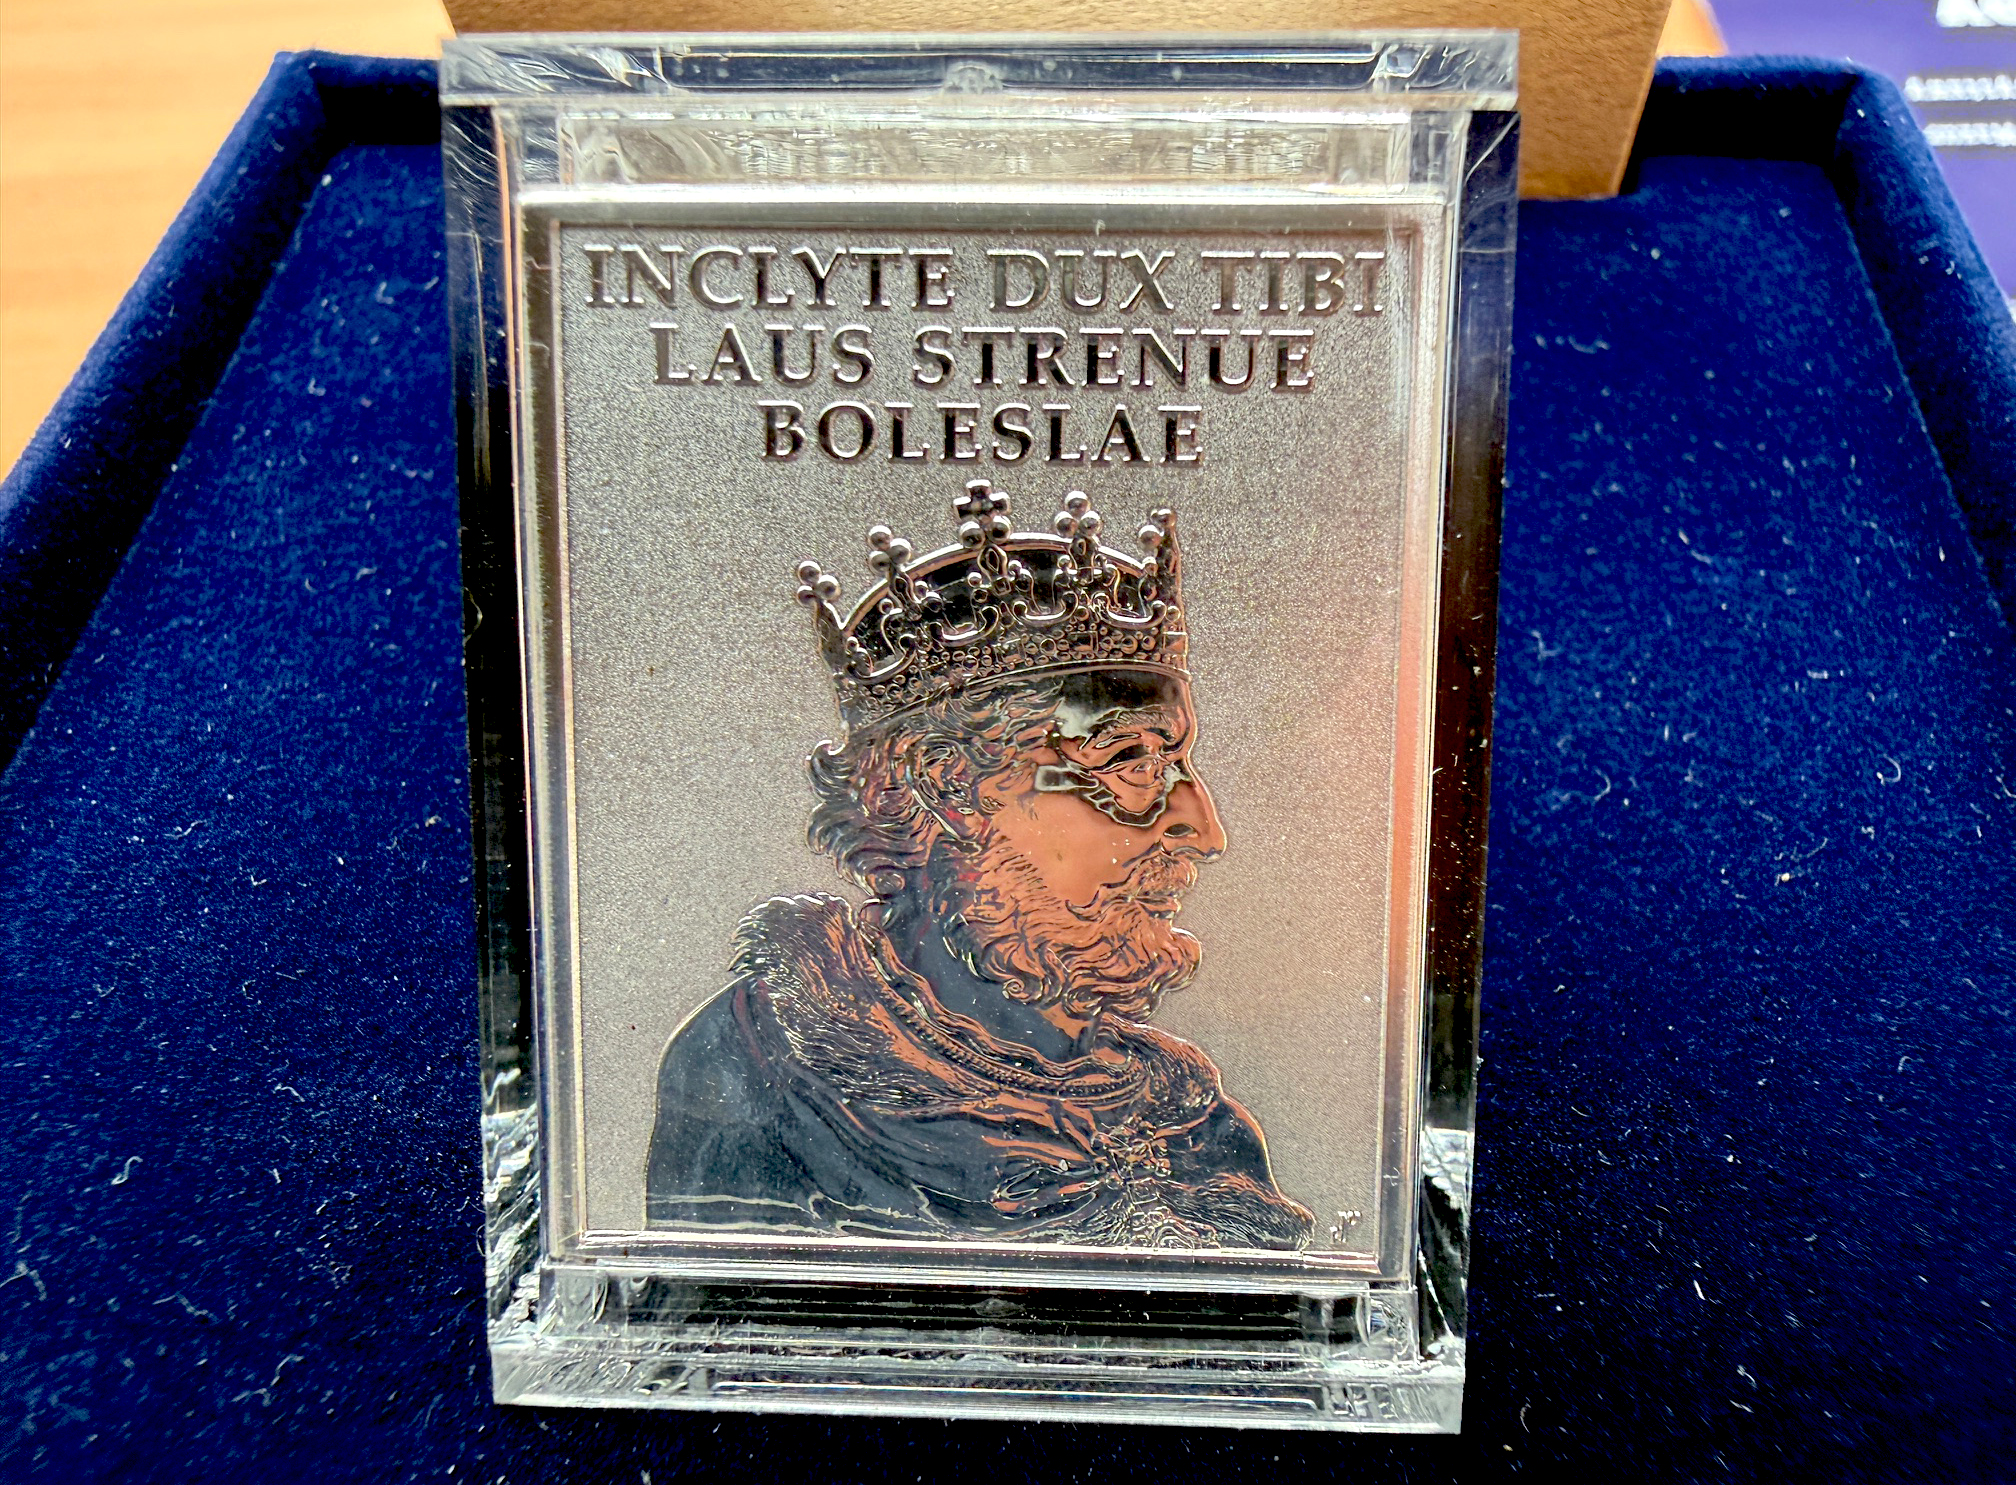 INCLYTE DUX TIBI
LAUS STRENUE
BOLESLAE